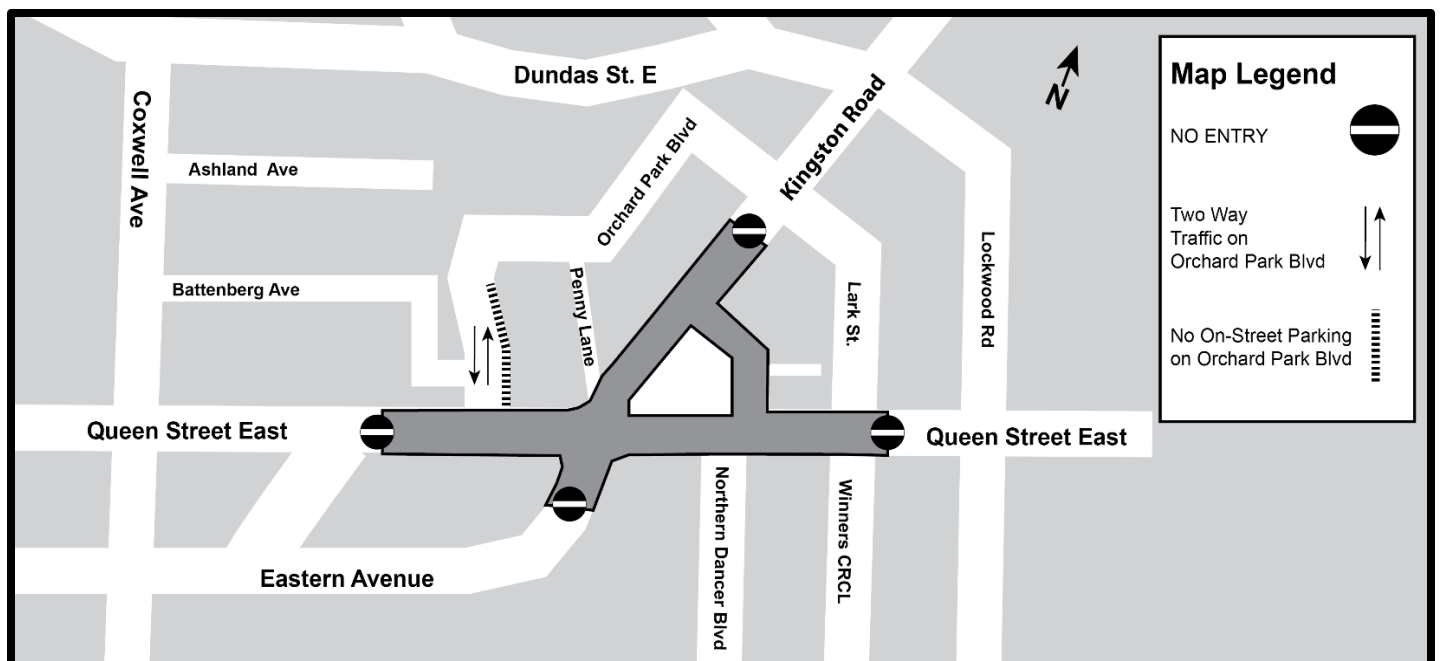 Dundas St. E
Kingston Road
N
Coxwell Ave
Ashland Ave
Orchard Park Blvd
Battenberg Ave
Penny Lane
Lark St.
Lockwood Rd
Queen Street East
Queen Street East
Northern Dancer Blvd
Winners CRCL
Eastern Avenue
Map Legend
NO ENTRY
Two Way
Traffic on
Orchard Park Blvd
No On-Street Parking
on Orchard Park Blvd